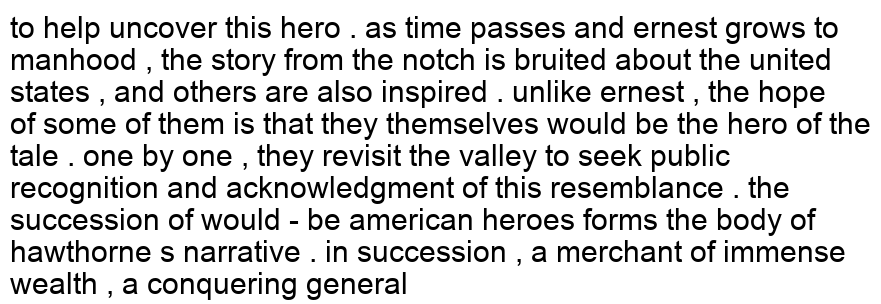 to help uncover this hero . as time passes and ernest grows to
manhood , the story from the notch is bruited about the united
states , and others are also inspired . unlike ernest , the hope
of some of them is that they themselves would be the hero of the
tale . one by one , they revisit the valley to seek public
recognition and acknowledgment of this resemblance . the
succession of would - be american heroes forms the body of
hawthorne s narrative . in succession , a merchant of immense
wealth , a conquering general